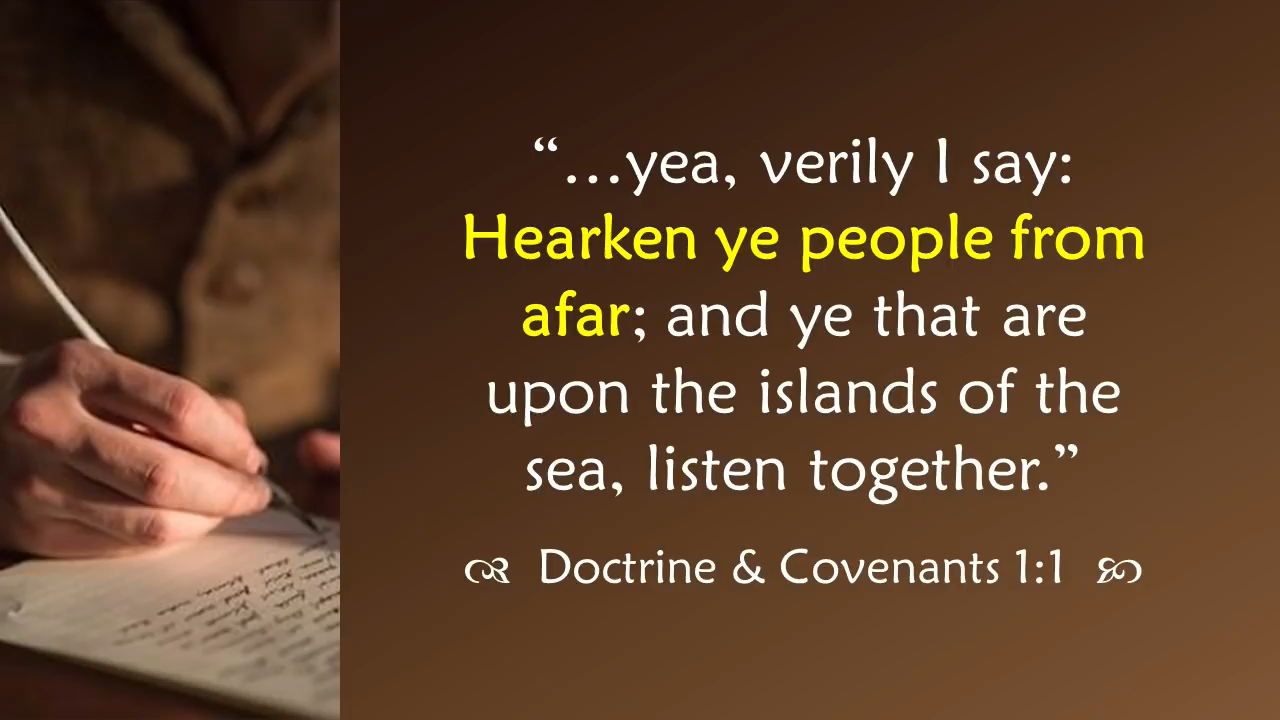 “…yea, verily I say:
Hearken ye people from
afar; and ye that are
upon the islands of the
sea, listen together.”
Doctrine & Covenants 1:1